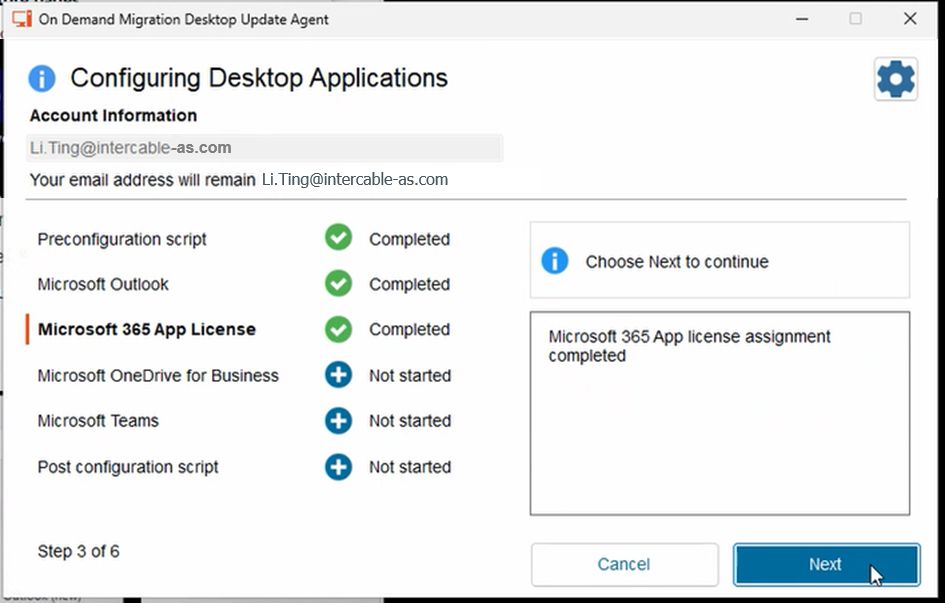 On Demand Migration Desktop Update Agent
Configuring Desktop Applications
Account Information
Li.Ting@intercable-as.com
Your email address will remain Li.Ting@intercable-as.com
Preconfiguration script Completed
Microsoft Outlook Completed
Microsoft 365 App License Completed
Microsoft OneDrive for Business Not started
Microsoft Teams Not started
Post configuration script Not started
Choose Next to continue
Microsoft 365 App license assignment
completed
Step 3 of 6
Cancel
Next
Outlook (new)